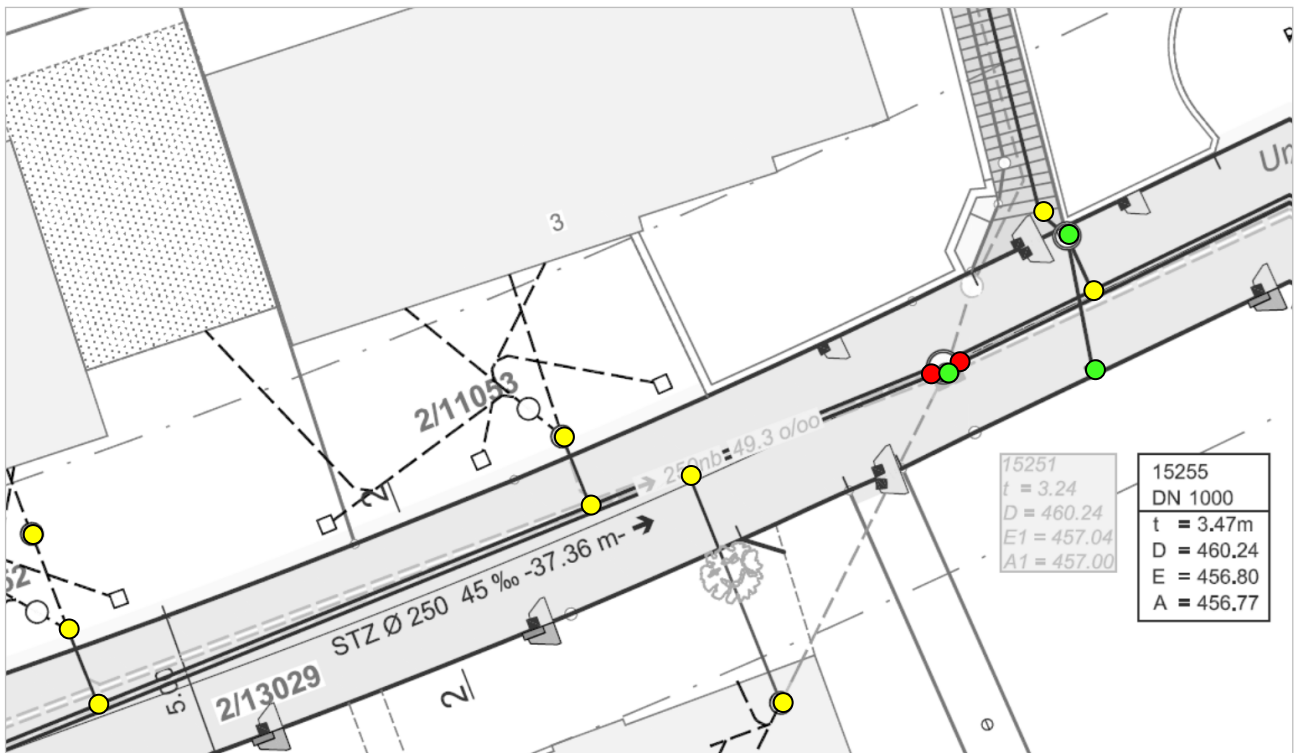 3
Un
2/11053
2
250nb 49.3 o/oo
STZ Ø 250 45 ‰ -37.36 m-
5.00
2/13029
2
15251
t = 3.24
D = 460.24
E1 = 457.04
A1 = 457.00
15255
DN 1000
t = 3.47m
D = 460.24
E = 456.80
A = 456.77